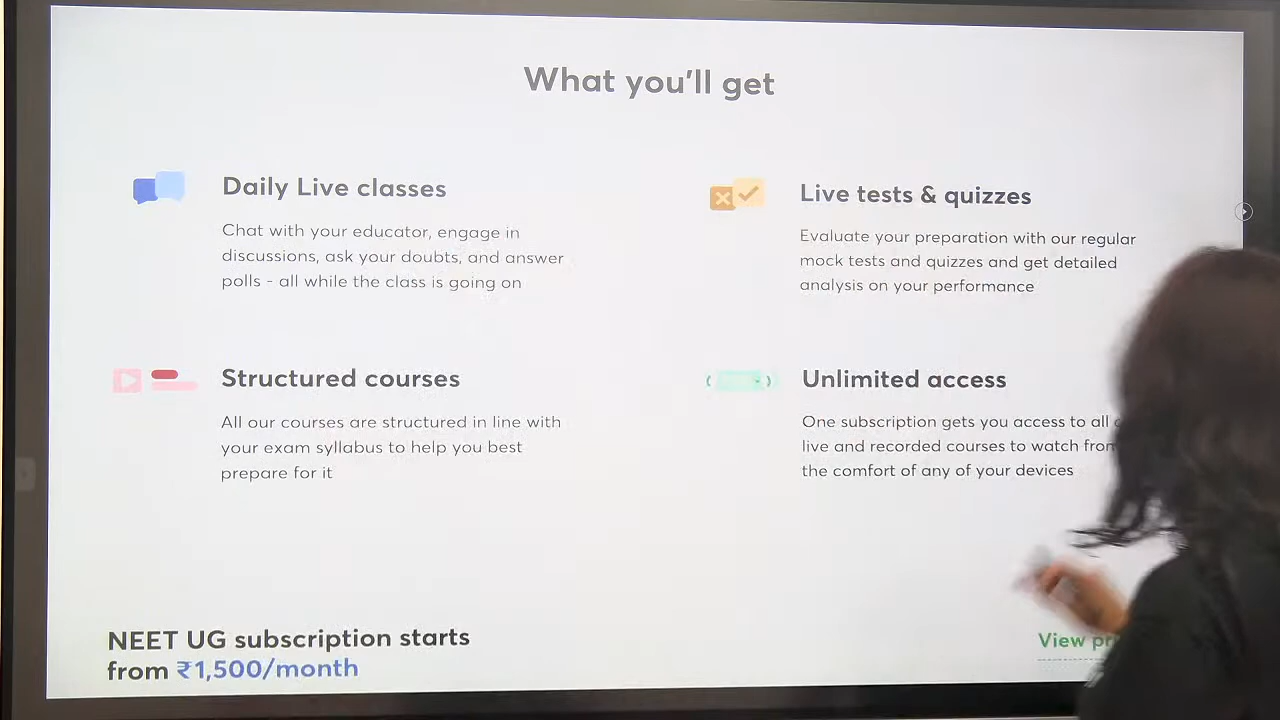 What you'll get
Daily Live classes
Chat with your educator, engage in
discussions, ask your doubts, and answer
polls - all while the class is going on
Live tests & quizzes
Evaluate your preparation with our regular
mock tests and quizzes and get detailed
analysis on your performance
Structured courses
All our courses are structured in line with
your exam syllabus to help you best
prepare for it
Unlimited access
One subscription gets you access to all
live and recorded courses to watch from
the comfort of any of your devices
NEET UG subscription starts
from ₹1,500/month
View